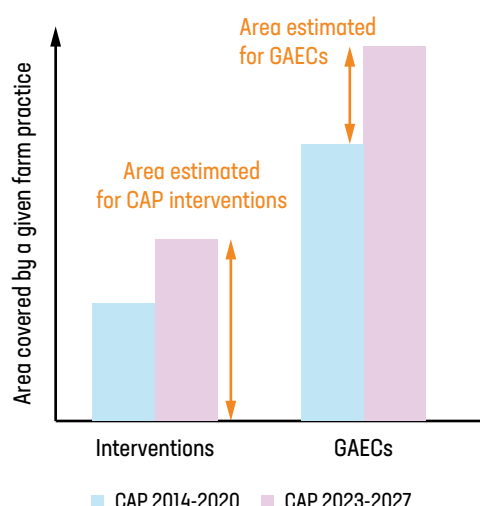 Area estimated
for GAECs
Area covered by a given farm practice
Area estimated
for CAP interventions
Interventions
GAECs
CAP 2014-2020
CAP 2023-2027